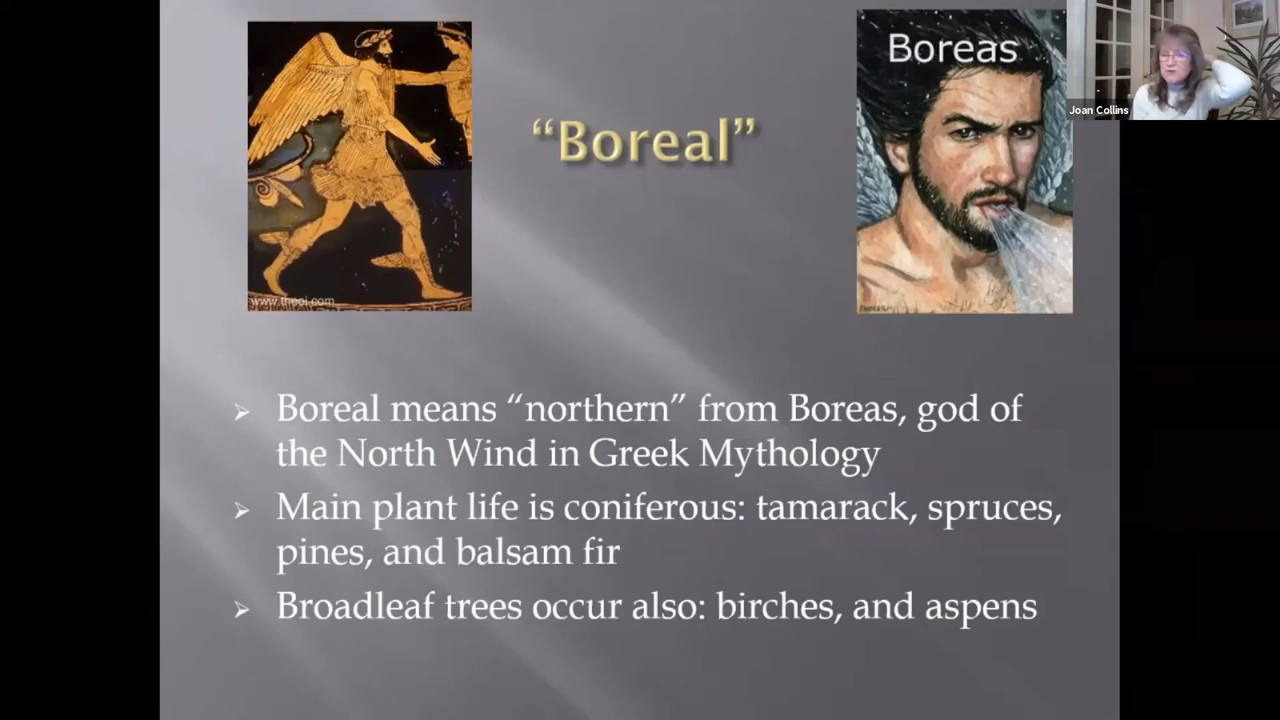 Boreas
Joan Collins
“Boreal”
www.theoi.com
Boreal means “northern” from Boreas, god of
the North Wind in Greek Mythology
Main plant life is coniferous: tamarack, spruces,
pines, and balsam fir
Broadleaf trees occur also: birches, and aspens